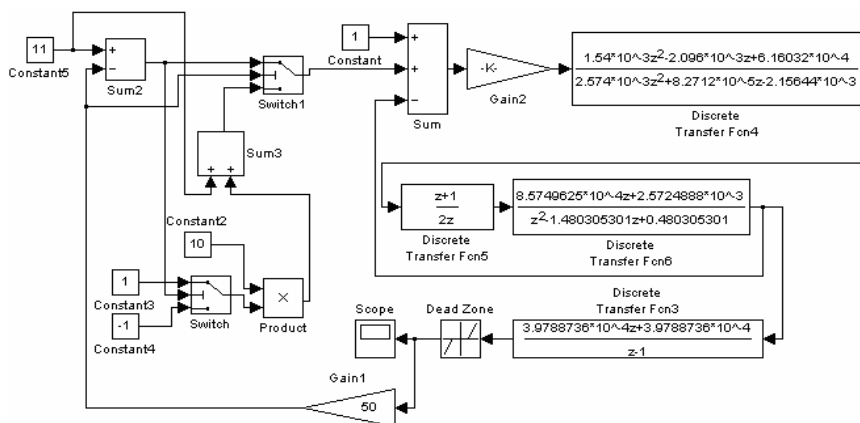 11
Constant5
+
−
Sum2
Switch1
1
Constant
+
+
−
Sum
-K-
Gain2
1.54*10^-3z²-2.096*10^-3z+6.16032*10^-4
2.574*10^-3z²+8.2712*10^-5z-2.15644*10^-3
Discrete
Transfer Fcn4
+ +
Sum3
Constant2
10
z+1
2z
Discrete
Transfer Fcn5
8.5749625*10^-4z+2.5724888*10^-3
z²-1.480305301z+0.480305301
Discrete
Transfer Fcn6
1
Constant3
-1
Constant4
Switch
×
Product
Scope
Dead Zone
Discrete
Transfer Fcn3
3.9788736*10^-4z+3.9788736*10^-4
z-1
Gain1
50